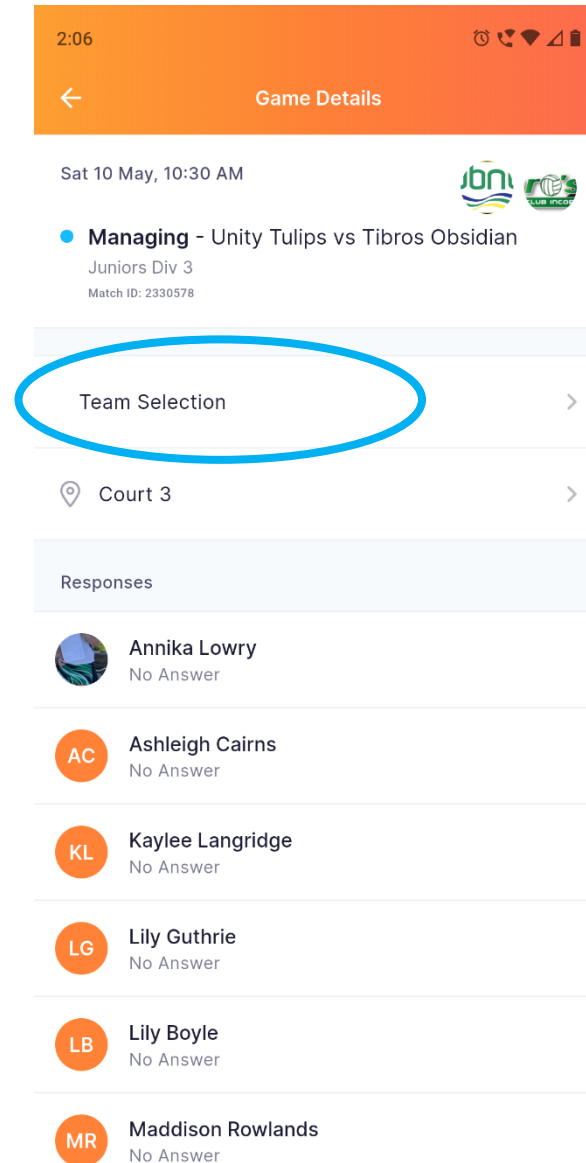 2:06
Game Details
Sat 10 May, 10:30 AM
Managing - Unity Tulips vs Tibros Obsidian
Juniors Div 3
Match ID: 2330578
Team Selection
Court 3
Responses
Annika Lowry
No Answer
AC
Ashleigh Cairns
No Answer
KL
Kaylee Langridge
No Answer
LG
Lily Guthrie
No Answer
LB
Lily Boyle
No Answer
MR
Maddison Rowlands
No Answer